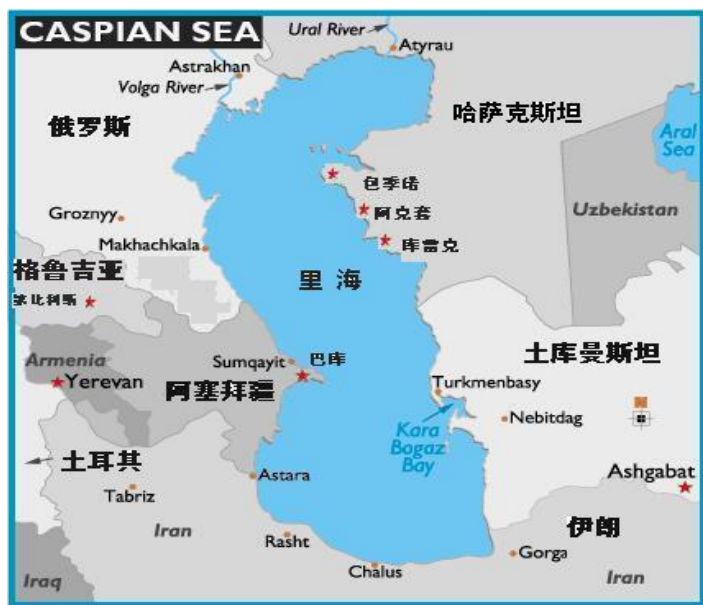 CASPIAN SEA
Ural River
Atyrau
Astrakhan
Volga River
俄罗斯
哈萨克斯坦
Aral
Sea
包季诺
阿克套
库雷克
Uzbekistan
Groznyy
Makhachkala
格鲁吉亚
第比利斯
里海
Armenia
Yerevan
Sumqayit
巴库
阿塞拜疆
土库曼斯坦
Turkmenbasy
Nebitdag
Kara
Bogaz
Bay
土耳其
Astara
Ashgabat
Tabriz
Iran
Rasht
伊朗
Gorga
Chalus
Iraq
Iran